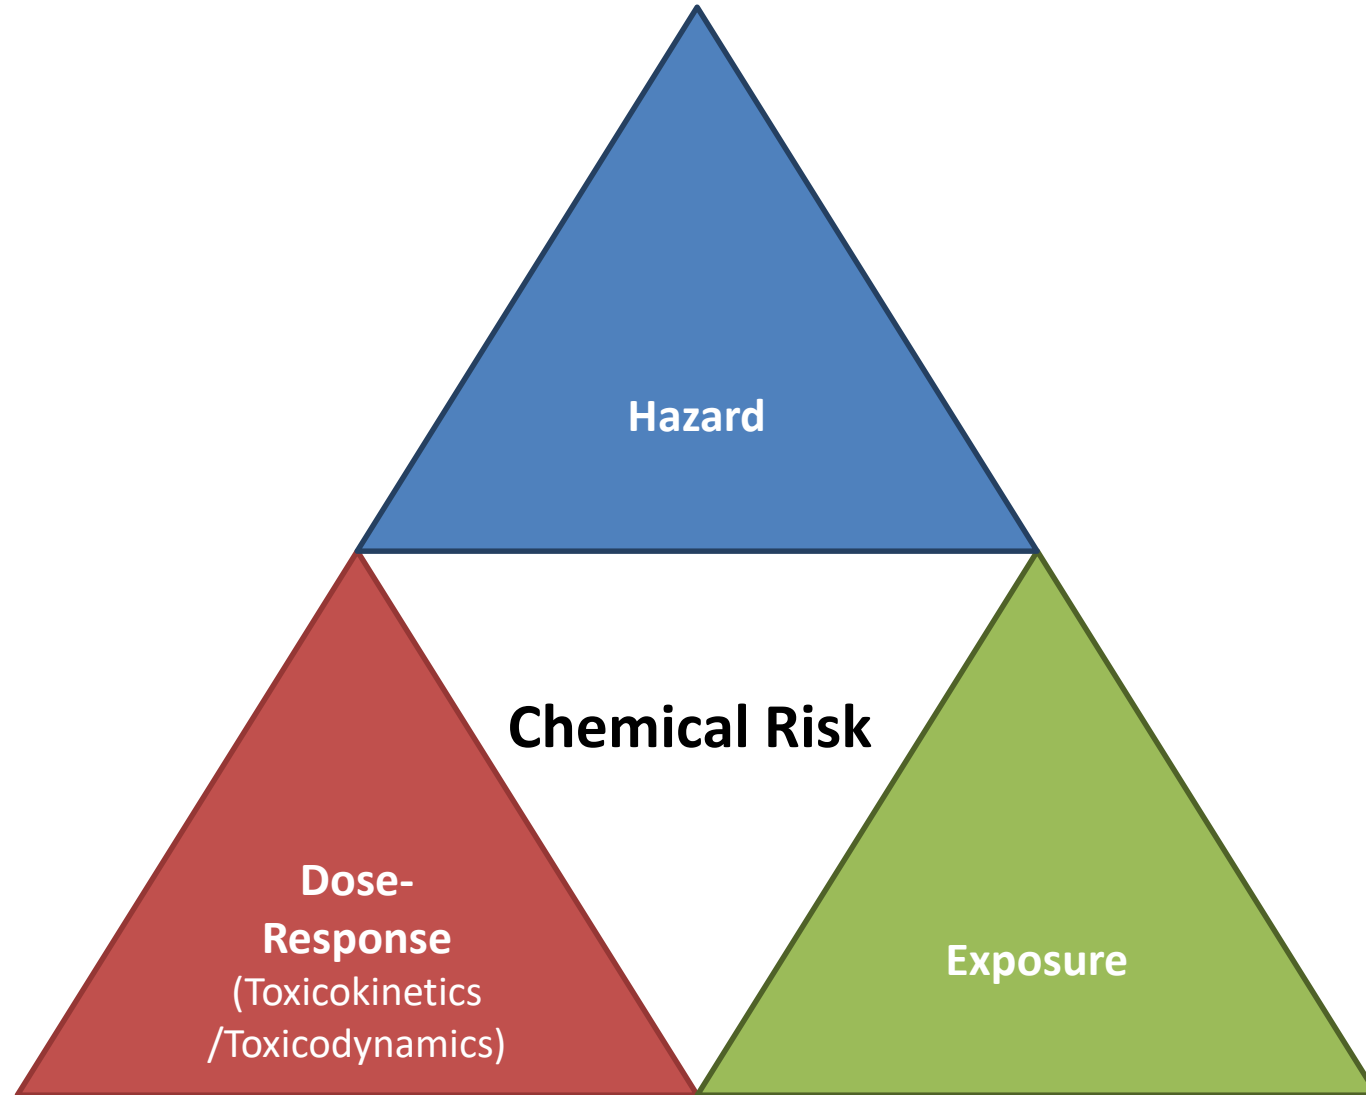 Hazard
Chemical Risk
Dose-
Response
(Toxicokinetics
/Toxicodynamics)
Exposure